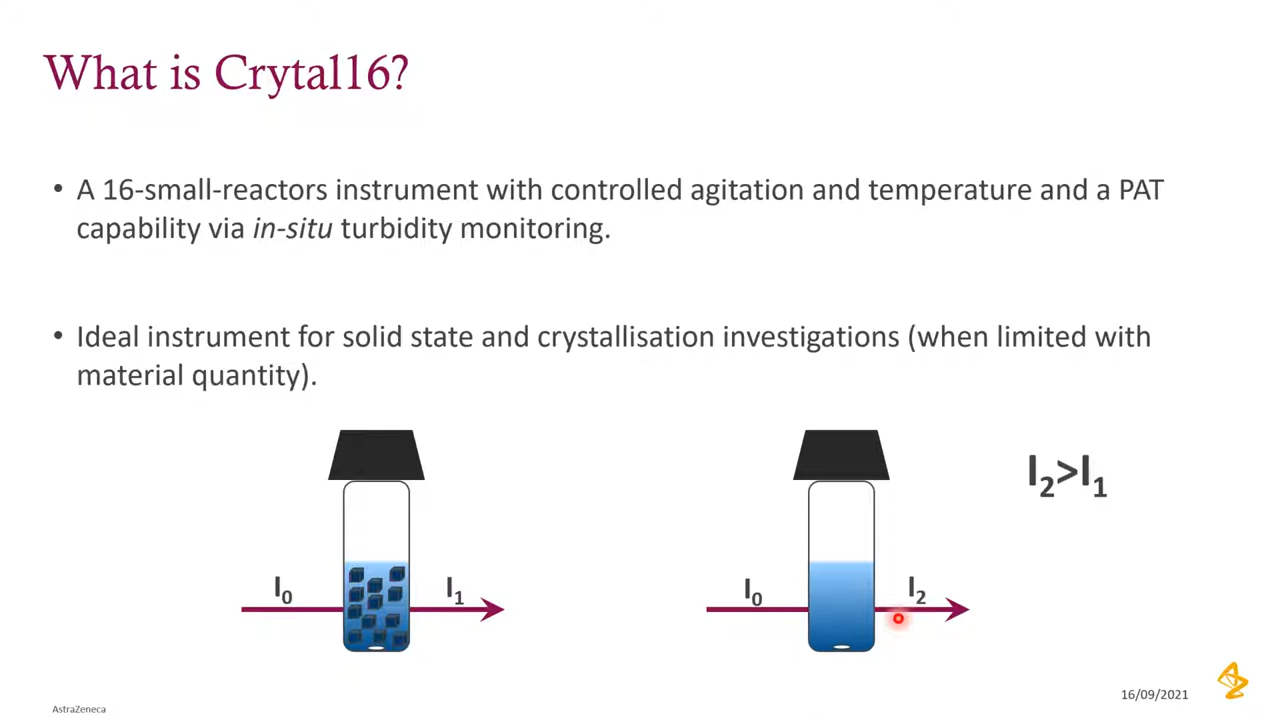 What is Crytal16?
• A 16-small-reactors instrument with controlled agitation and temperature and a PAT
capability via in-situ turbidity monitoring.
• Ideal instrument for solid state and crystallisation investigations (when limited with
material quantity).
I₂>I₁
I₀ I₁ I₀ I₂
16/09/2021
AstraZeneca